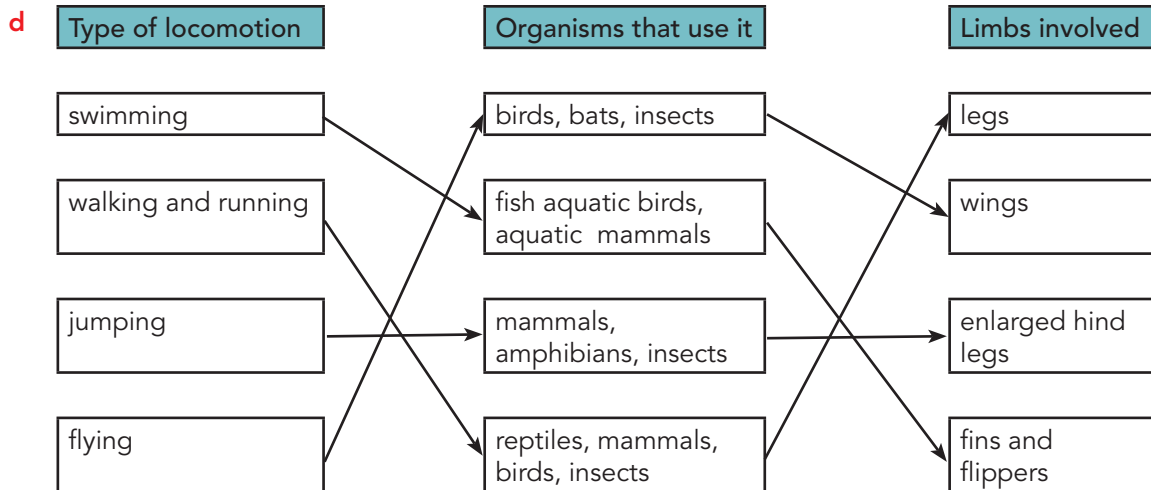 d
Type of locomotion
Organisms that use it
Limbs involved
swimming
birds, bats, insects
legs
walking and running
fish aquatic birds,
aquatic mammals
wings
jumping
mammals,
amphibians, insects
enlarged hind
legs
flying
reptiles, mammals,
birds, insects
fins and
flippers